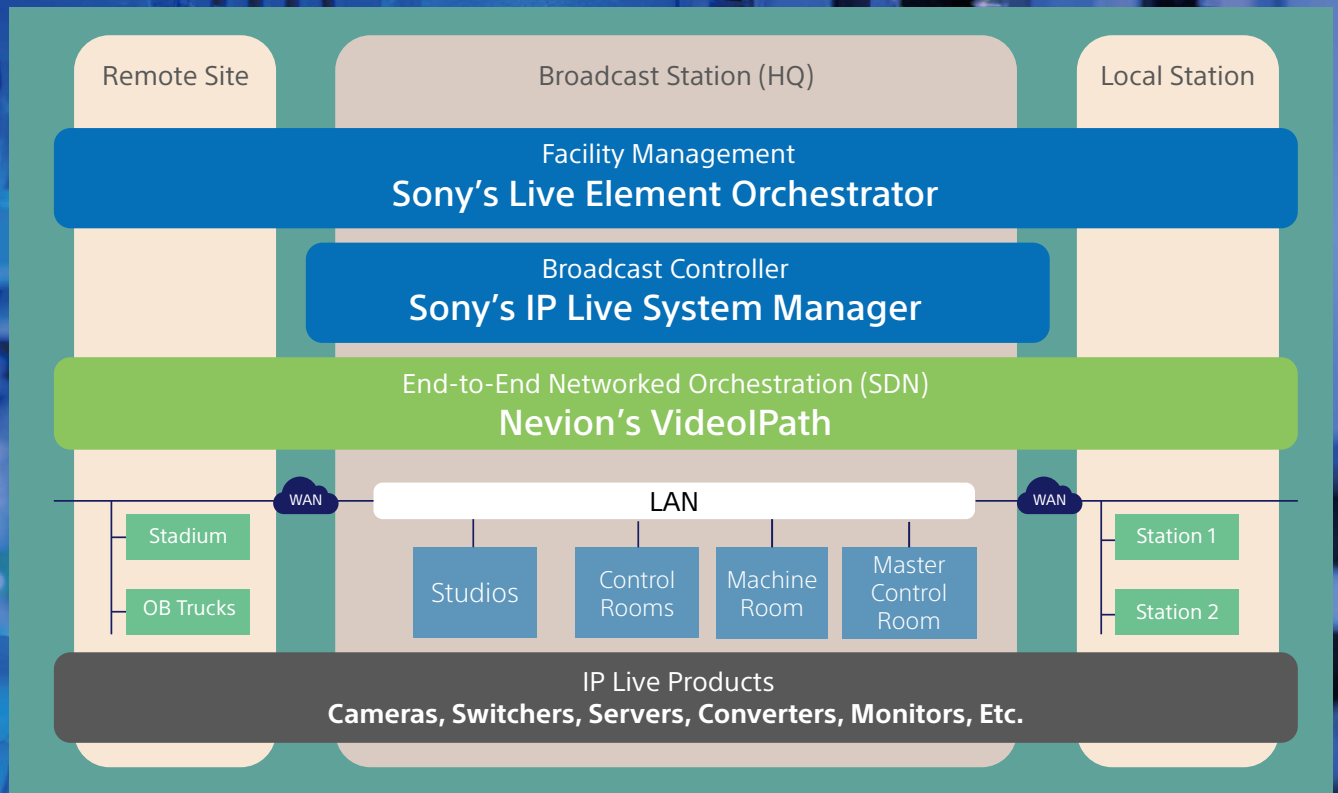 Remote Site
Broadcast Station (HQ)
Local Station
Facility Management
Sony’s Live Element Orchestrator
Broadcast Controller
Sony’s IP Live System Manager
End-to-End Networked Orchestration (SDN)
Nevion’s VideoIPath
WAN
LAN
WAN
Stadium
OB Trucks
Studios
Control
Rooms
Machine
Room
Master
Control
Room
Station 1
Station 2
IP Live Products
Cameras, Switchers, Servers, Converters, Monitors, Etc.